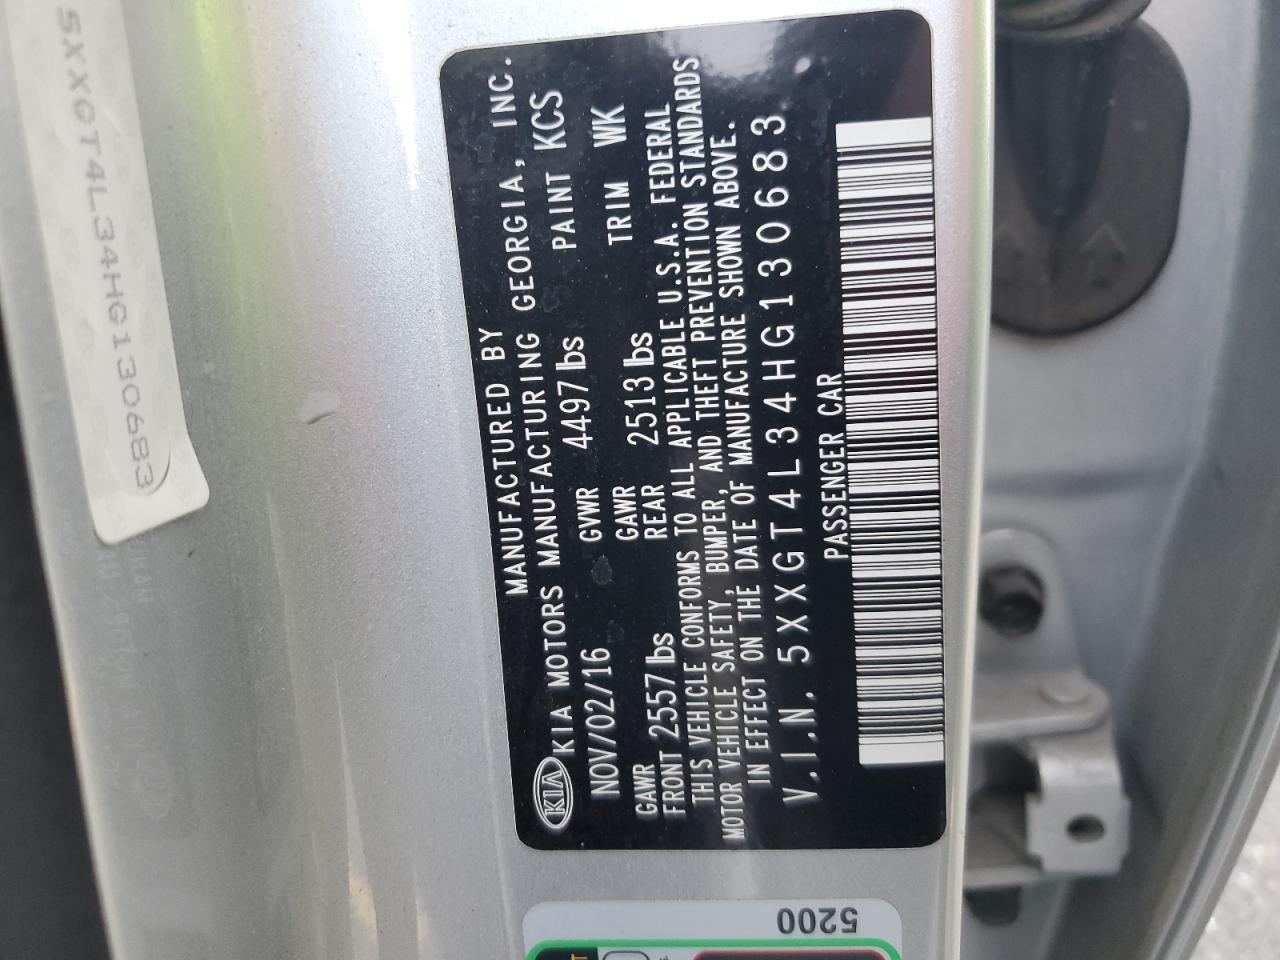 5XXGT4L34HG130683
MANUFACTURED BY
KIA KIA MOTORS MANUFACTURING GEORGIA, INC.
NOV/02/16 GVWR 4497 lbs PAINT KCS
GAWR FRONT 2557 lbs GAWR REAR 2513 lbs TRIM WK
THIS VEHICLE CONFORMS TO ALL APPLICABLE U.S.A. FEDERAL
MOTOR VEHICLE SAFETY, BUMPER, AND THEFT PREVENTION STANDARDS
IN EFFECT ON THE DATE OF MANUFACTURE SHOWN ABOVE.
V.I.N. 5XXGT4L34HG130683
PASSENGER CAR
5200